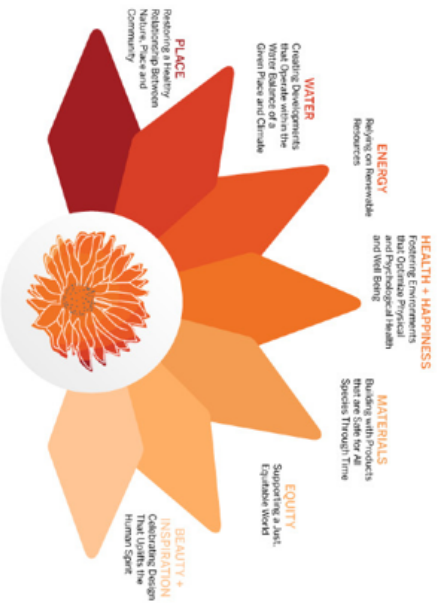 PLACE
Restoring a Healthy
Relationship Between
Nature, Place and
Community
WATER
Creating Developments
that Operate within the
Water Balance of a
Given Place and Climate
ENERGY
Relying on Renewable
Resources
HEALTH + HAPPINESS
Fostering Environments
that Optimize Physical
and Psychological Health
and Well Being
MATERIALS
Building with Products
that are Safe for All
Species Through Time
EQUITY
Supporting a Just,
Equitable World
BEAUTY +
INSPIRATION
Celebrating Design
That Uplifts the
Human Spirit